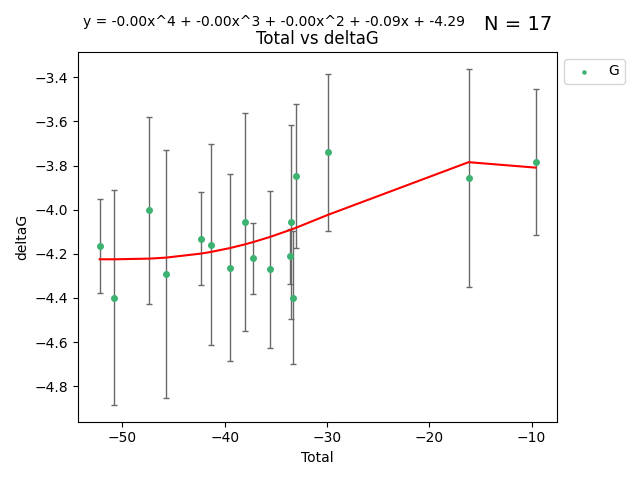 y = -0.00x^4 + -0.00x^3 + -0.00x^2 + -0.09x + -4.29
N = 17
Total vs deltaG
G
−3.4
−3.6
−3.8
−4.0
−4.2
−4.4
−4.6
−4.8
deltaG
−50
−40
−30
−20
−10
Total